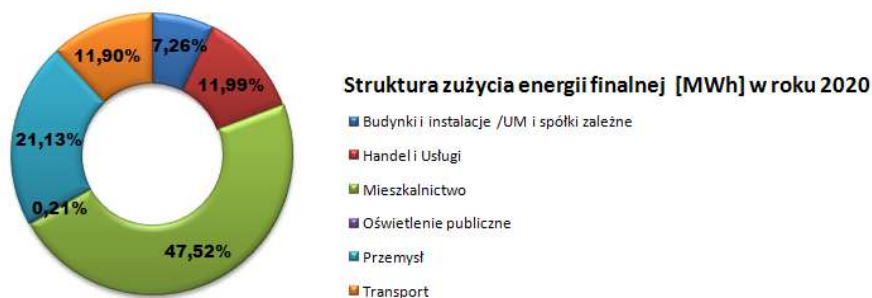 7,26%
11,90%
11,99%
21,13%
0,21%
47,52%
Struktura zużycia energii finalnej [MWh] w roku 2020
Budynki i instalacje /UM i spółki zależne
Handel i Usługi
Mieszkalnictwo
Oświetlenie publiczne
Przemysł
Transport